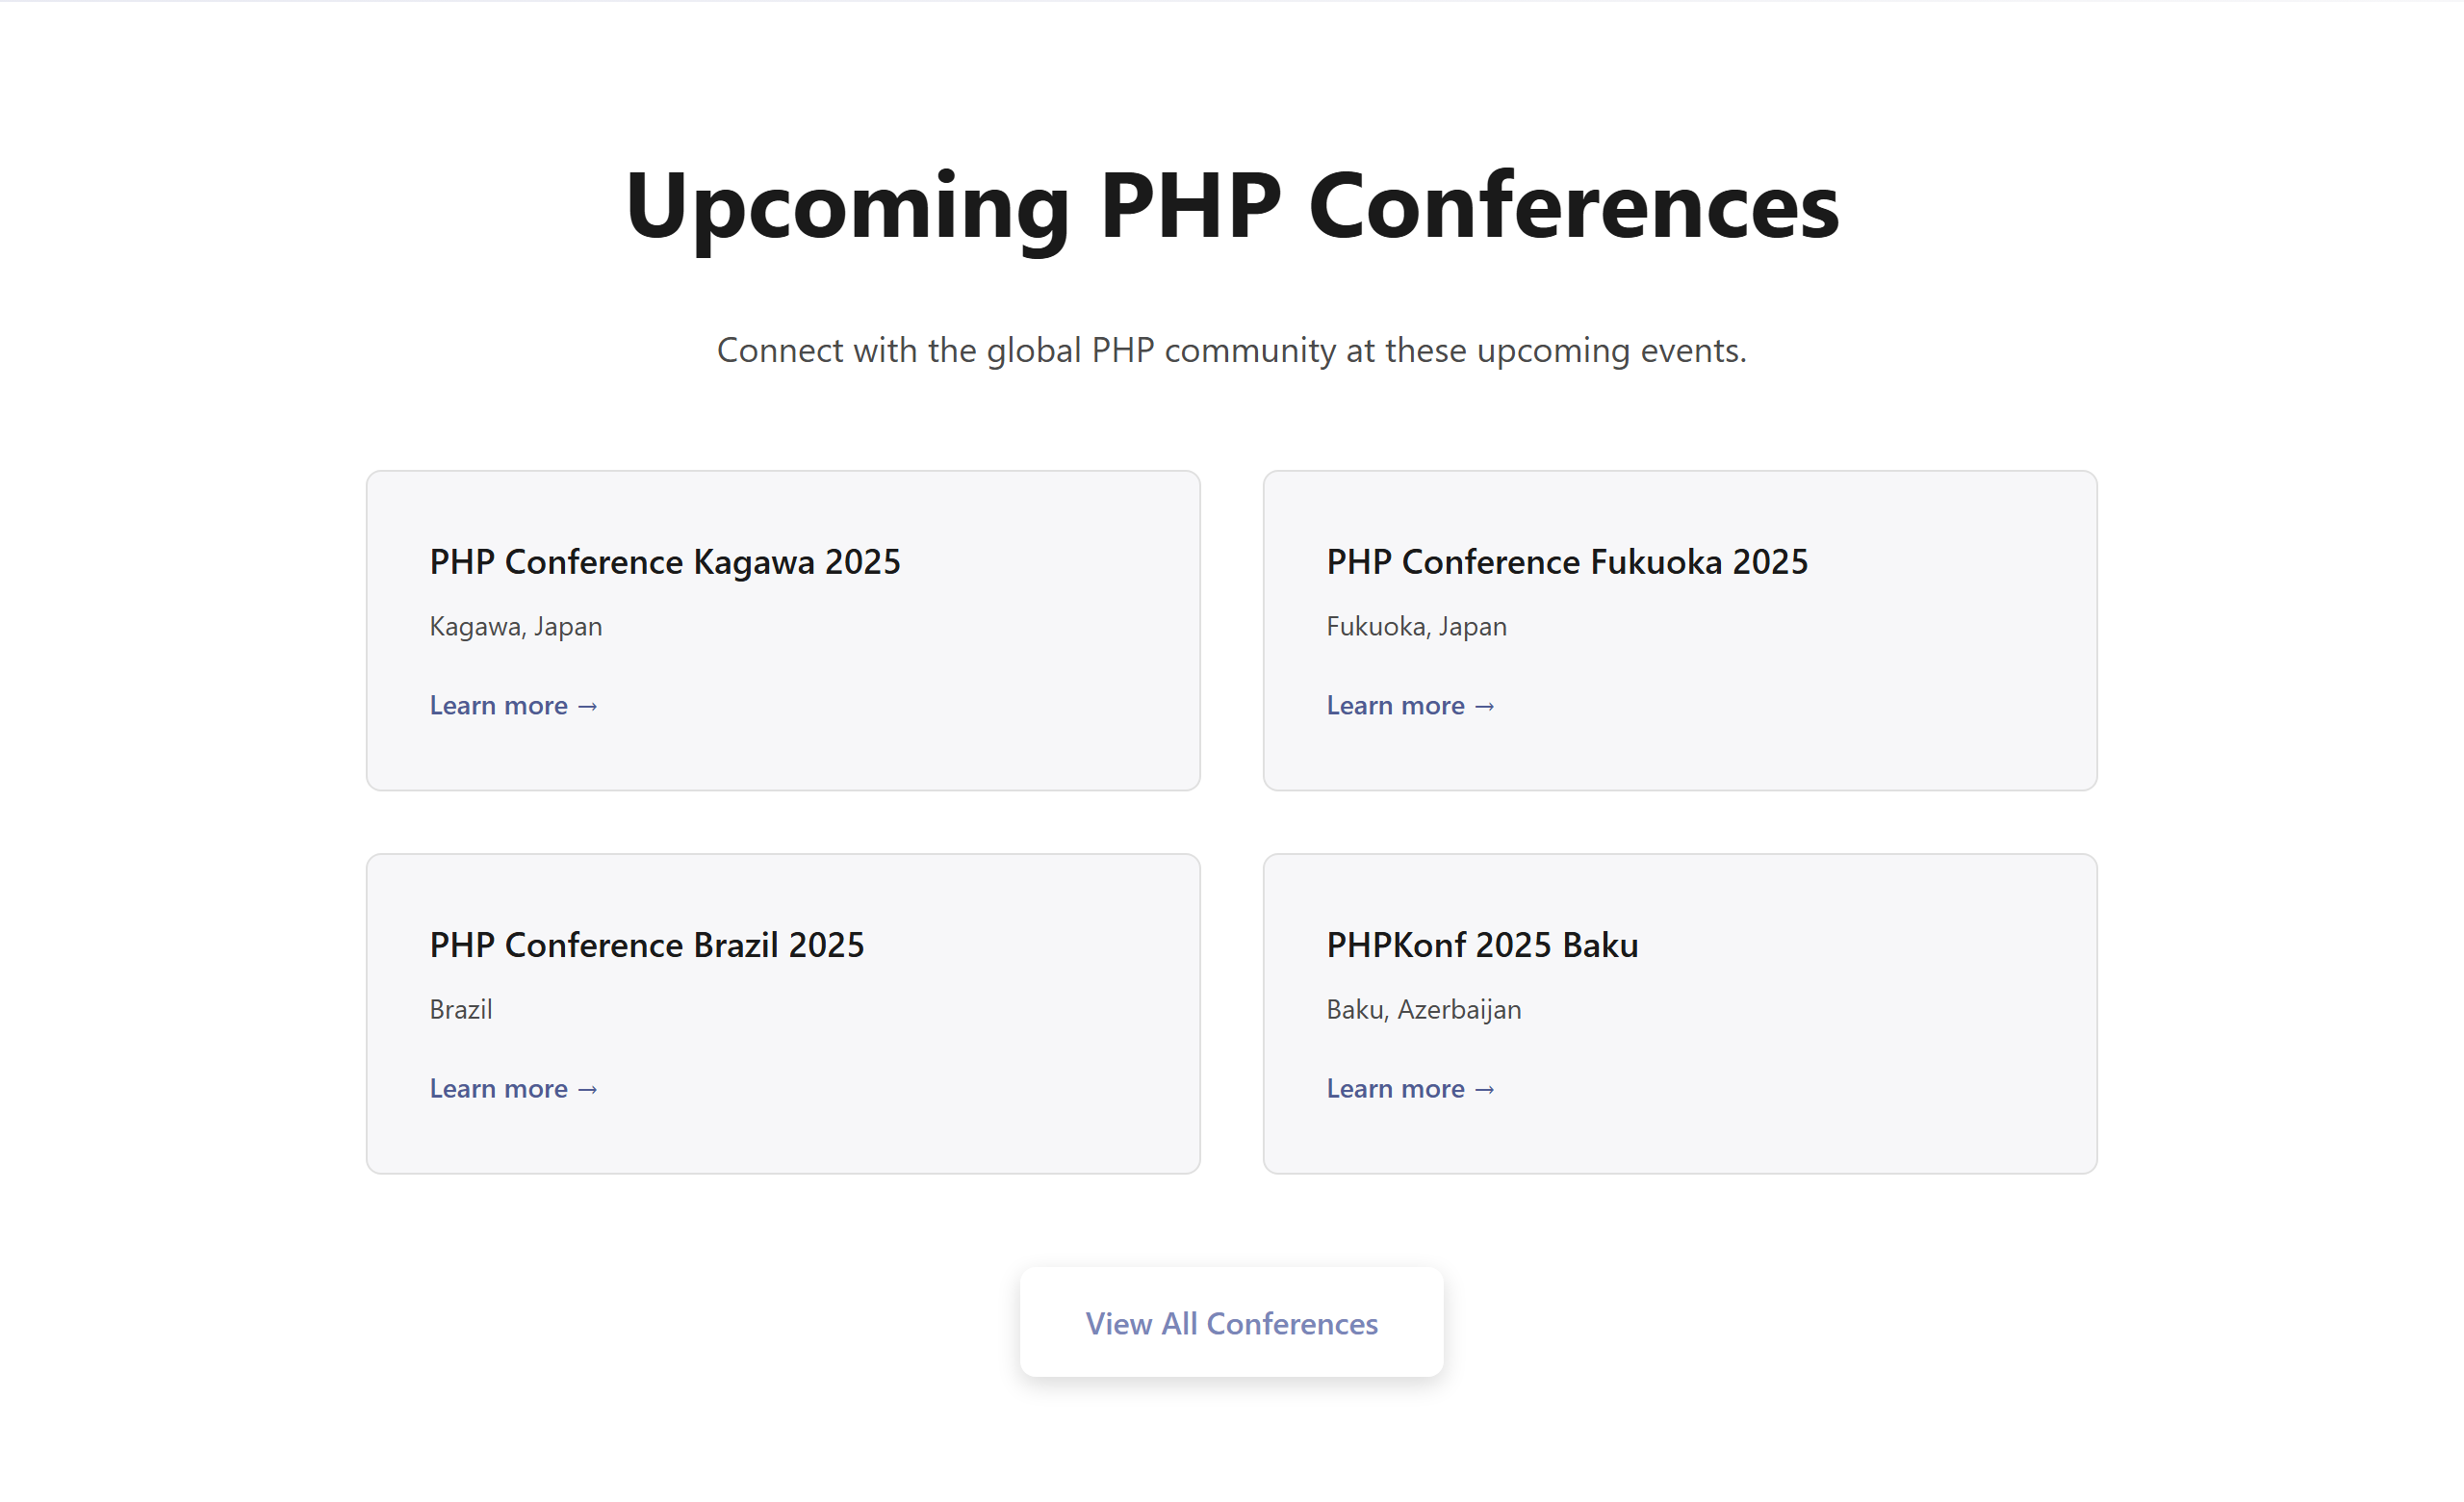 Upcoming PHP Conferences
Connect with the global PHP community at these upcoming events.
PHP Conference Kagawa 2025
Kagawa, Japan
Learn more →
PHP Conference Fukuoka 2025
Fukuoka, Japan
Learn more →
PHP Conference Brazil 2025
Brazil
Learn more →
PHPKonf 2025 Baku
Baku, Azerbaijan
Learn more →
View All Conferences